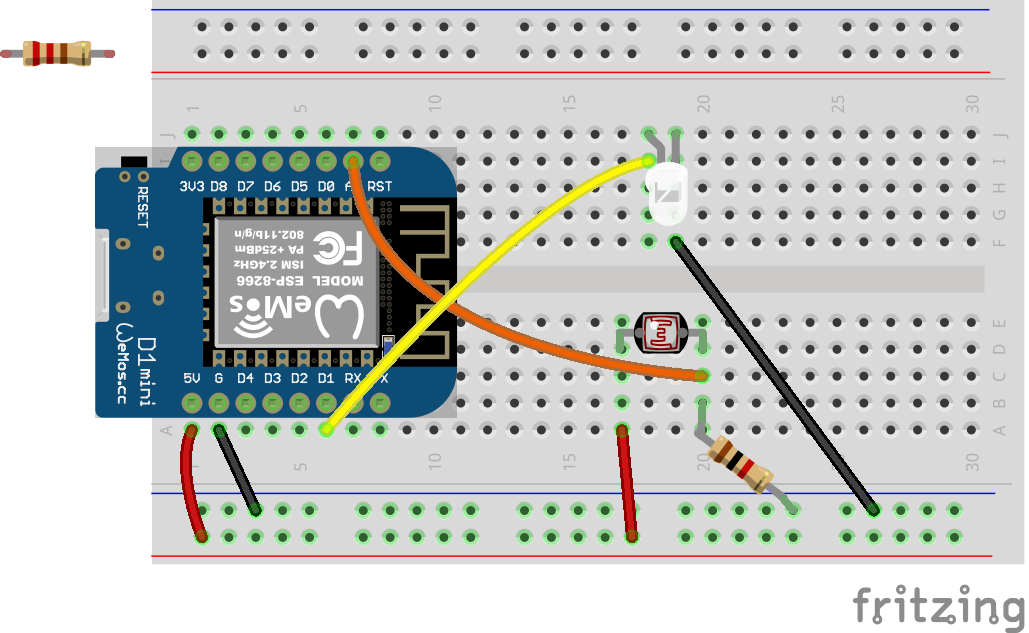 1 5 10 15 20 25 30
J J
I I
H
G
F
3V3 D8 D7 D6 D5 D0 A RST
RESET
802.11b/g/n
PA +25dBm
ISM 2.4GHz
MODEL ESP-8266
FC
WeMos
D1 mini
WeMos.cc
5V G D4 D3 D2 D1 RX X
E
D
C
B
A A
1 5 10 15 20 25 30
fritzing